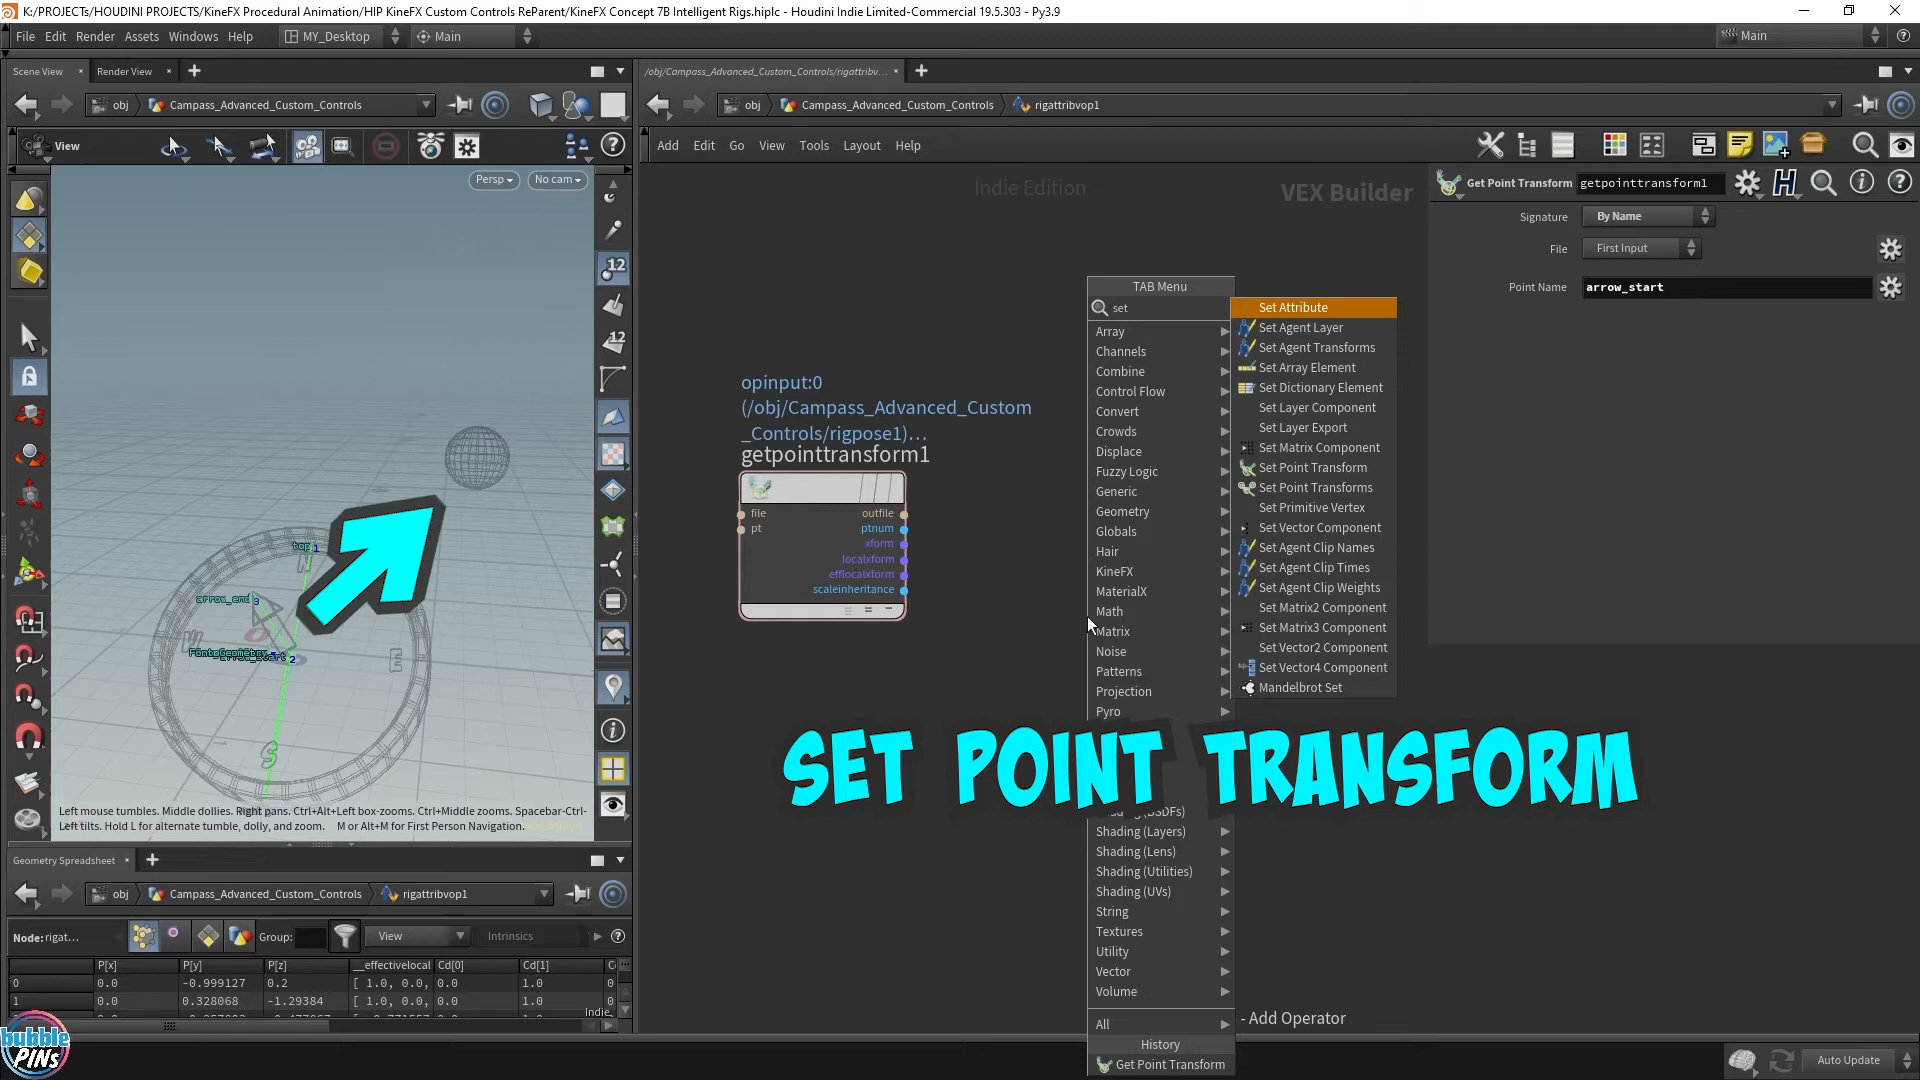 K:/PROJECTs/HOUDINI PROJECTS/KineFX Procedural Animation/HIP KineFX Custom Controls ReParent/KineFX Concept 7B Intelligent Rigs.hiplc - Houdini Indie Limited-Commercial 19.5.303 - Py3.9
File Edit Render Assets Windows Help MY_Desktop Main Main
Scene View Render View
obj Campass_Advanced_Custom_Controls
View
Persp No cam
12
12
N
top 1
arrow_end 3
W
E
S
2
Left mouse tumbles. Middle dollies. Right pans. Ctrl+Alt+Left box-zooms. Ctrl+Middle zooms. Spacebar-Ctrl-
Left tilts. Hold L for alternate tumble, dolly, and zoom. M or Alt+M for First Person Navigation.
/obj/Campass_Advanced_Custom_Controls/rigattribv...
obj Campass_Advanced_Custom_Controls rigattribvop1
Add Edit Go View Tools Layout Help
Indie Edition
VEX Builder
opinput:0
(/obj/Campass_Advanced_Custom
_Controls/rigpose1)...
getpointtransform1
file outfile
pt ptnum
xform
localxform
efflocalxform
scaleinheritance
TAB Menu
set
Array
Channels
Combine
Control Flow
Convert
Crowds
Displace
Fuzzy Logic
Generic
Geometry
Globals
Hair
KineFX
MaterialX
Math
Matrix
Noise
Patterns
Projection
Pyro
Shading (Layers)
Shading (Lens)
Shading (Utilities)
Shading (UVs)
String
Textures
Utility
Vector
Volume
All
History
Get Point Transform
Set Attribute
Set Agent Layer
Set Agent Transforms
Set Array Element
Set Dictionary Element
Set Layer Component
Set Layer Export
Set Matrix Component
Set Point Transform
Set Point Transforms
Set Primitive Vertex
Set Vector Component
Set Agent Clip Names
Set Agent Clip Times
Set Agent Clip Weights
Set Matrix2 Component
Set Matrix3 Component
Set Vector2 Component
Set Vector4 Component
Mandelbrot Set
- Add Operator
SET POINT TRANSFORM
Get Point Transform getpointtransform1
Signature By Name
File First Input
Point Name arrow_start
Geometry Spreadsheet
obj Campass_Advanced_Custom_Controls rigattribvop1
Node: rigat... Group: View Intrinsics
P[x] P[y] P[z] __effectivelocal Cd[0] Cd[1]
0 0.0 -0.999127 0.2 [ 1.0, 0.0, 0.0 1.0 0
1 0.0 0.328068 -1.29384 [ 1.0, 0.0, 0.0 1.0 0
Indie
bubble
PINs
Auto Update